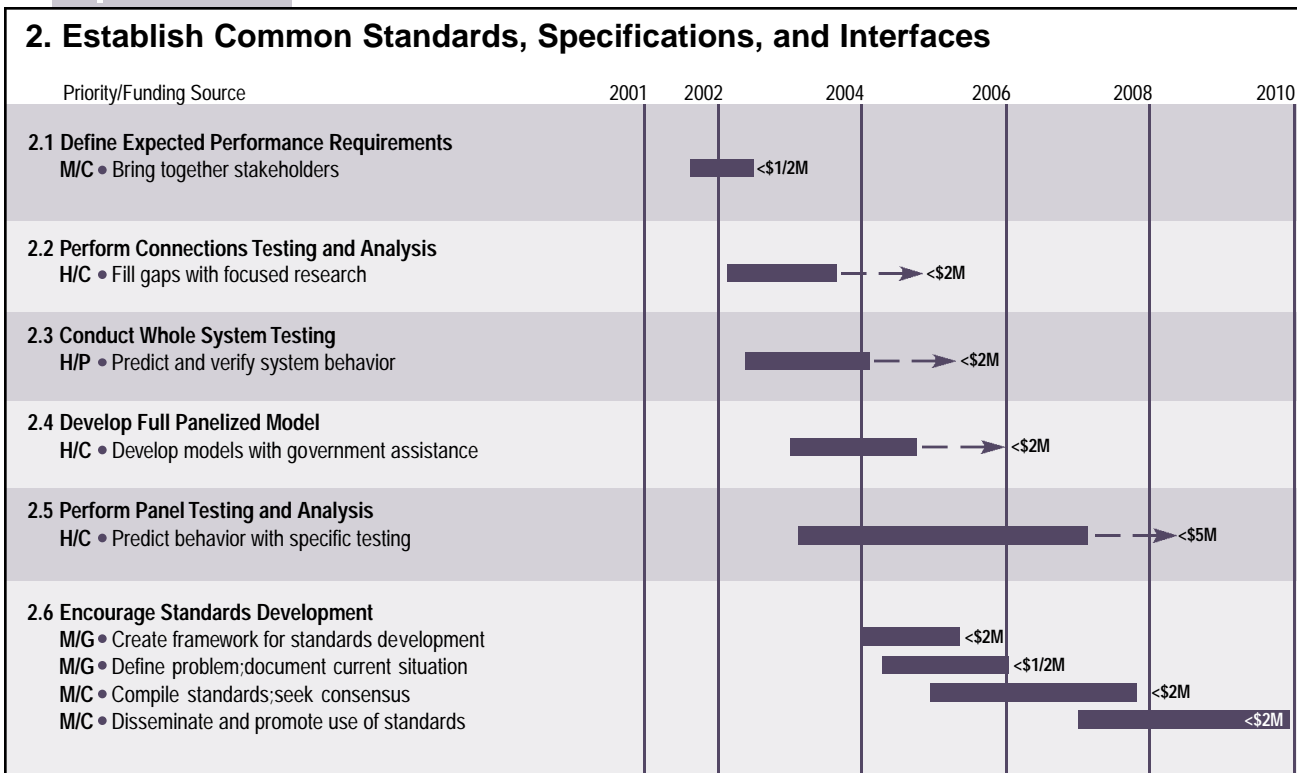 2. Establish Common Standards, Specifications, and Interfaces
Priority/Funding Source 2001 2002 2004 2006 2008 2010
2.1 Define Expected Performance Requirements
M/C • Bring together stakeholders <$1/2M
2.2 Perform Connections Testing and Analysis
H/C • Fill gaps with focused research <$2M
2.3 Conduct Whole System Testing
H/P • Predict and verify system behavior <$2M
2.4 Develop Full Panelized Model
H/C • Develop models with government assistance <$2M
2.5 Perform Panel Testing and Analysis
H/C • Predict behavior with specific testing <$5M
2.6 Encourage Standards Development
M/G • Create framework for standards development <$2M
M/G • Define problem;document current situation <$1/2M
M/C • Compile standards;seek consensus <$2M
M/C • Disseminate and promote use of standards <$2M